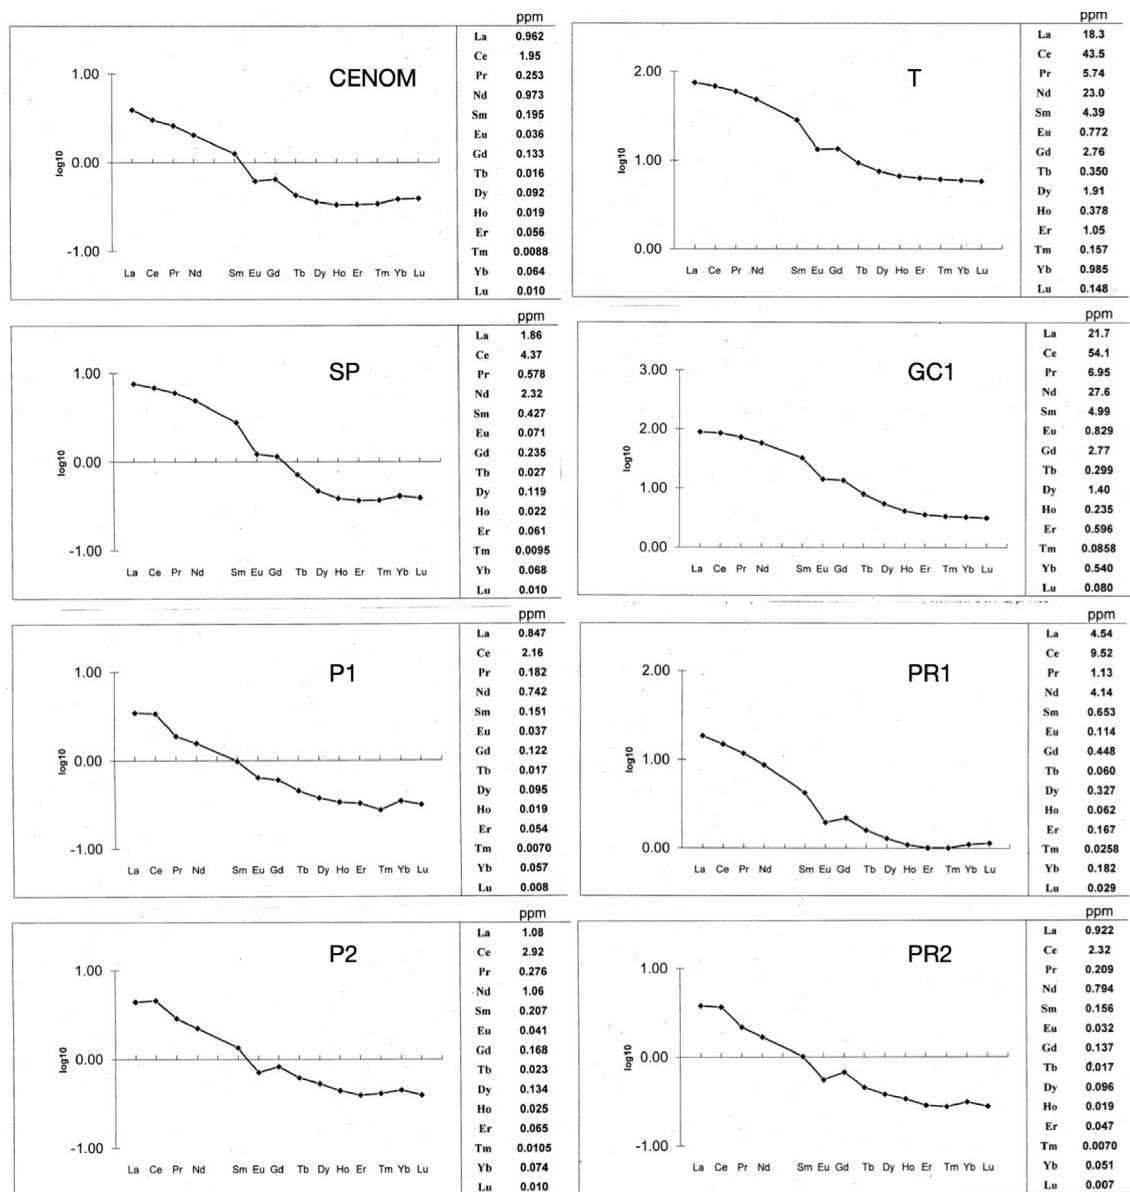 ppm
CENOM
1.00
0.00
-1.00
log10
La Ce Pr Nd Sm Eu Gd Tb Dy Ho Er Tm Yb Lu
La 0.962
Ce 1.95
Pr 0.253
Nd 0.973
Sm 0.195
Eu 0.036
Gd 0.133
Tb 0.016
Dy 0.092
Ho 0.019
Er 0.056
Tm 0.0088
Yb 0.064
Lu 0.010
ppm
T
2.00
1.00
0.00
log10
La Ce Pr Nd Sm Eu Gd Tb Dy Ho Er Tm Yb Lu
La 18.3
Ce 43.5
Pr 5.74
Nd 23.0
Sm 4.39
Eu 0.772
Gd 2.76
Tb 0.350
Dy 1.91
Ho 0.378
Er 1.05
Tm 0.157
Yb 0.985
Lu 0.148
ppm
SP
1.00
0.00
-1.00
log10
La Ce Pr Nd Sm Eu Gd Tb Dy Ho Er Tm Yb Lu
La 1.86
Ce 4.37
Pr 0.578
Nd 2.32
Sm 0.427
Eu 0.071
Gd 0.235
Tb 0.027
Dy 0.119
Ho 0.022
Er 0.061
Tm 0.0095
Yb 0.068
Lu 0.010
ppm
GC1
3.00
2.00
1.00
0.00
log10
La Ce Pr Nd Sm Eu Gd Tb Dy Ho Er Tm Yb Lu
La 21.7
Ce 54.1
Pr 6.95
Nd 27.6
Sm 4.99
Eu 0.829
Gd 2.77
Tb 0.299
Dy 1.40
Ho 0.235
Er 0.596
Tm 0.0858
Yb 0.540
Lu 0.080
ppm
P1
1.00
0.00
-1.00
log10
La Ce Pr Nd Sm Eu Gd Tb Dy Ho Er Tm Yb Lu
La 0.847
Ce 2.16
Pr 0.182
Nd 0.742
Sm 0.151
Eu 0.037
Gd 0.122
Tb 0.017
Dy 0.095
Ho 0.019
Er 0.054
Tm 0.0070
Yb 0.057
Lu 0.008
ppm
PR1
2.00
1.00
0.00
log10
La Ce Pr Nd Sm Eu Gd Tb Dy Ho Er Tm Yb Lu
La 4.54
Ce 9.52
Pr 1.13
Nd 4.14
Sm 0.653
Eu 0.114
Gd 0.448
Tb 0.060
Dy 0.327
Ho 0.062
Er 0.167
Tm 0.0258
Yb 0.182
Lu 0.029
ppm
P2
1.00
0.00
-1.00
log10
La Ce Pr Nd Sm Eu Gd Tb Dy Ho Er Tm Yb Lu
La 1.08
Ce 2.92
Pr 0.276
Nd 1.06
Sm 0.207
Eu 0.041
Gd 0.168
Tb 0.023
Dy 0.134
Ho 0.025
Er 0.065
Tm 0.0105
Yb 0.074
Lu 0.010
ppm
PR2
1.00
0.00
-1.00
log10
La Ce Pr Nd Sm Eu Gd Tb Dy Ho Er Tm Yb Lu
La 0.922
Ce 2.32
Pr 0.209
Nd 0.794
Sm 0.156
Eu 0.032
Gd 0.137
Tb 0.017
Dy 0.096
Ho 0.019
Er 0.047
Tm 0.0070
Yb 0.051
Lu 0.007